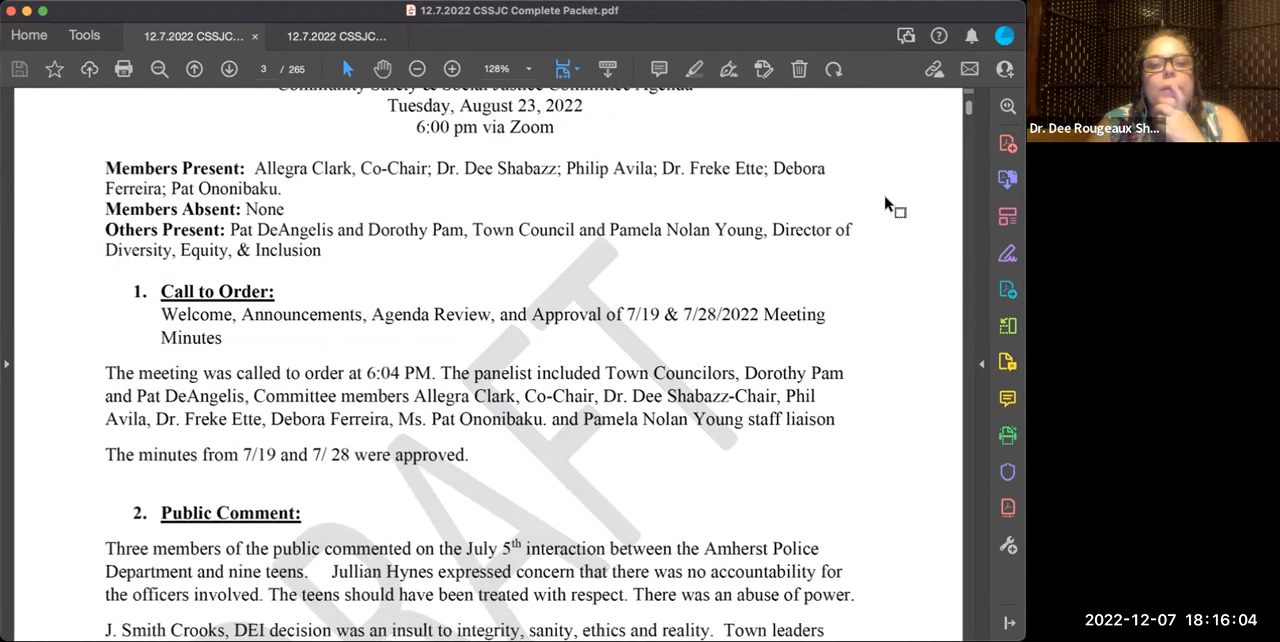 12.7.2022 CSSJC Complete Packet.pdf
Home Tools 12.7.2022 CSSJC... × 12.7.2022 CSSJC...
3 / 265 128%
Community Safety & Social Justice Committee Agenda
Tuesday, August 23, 2022
6:00 pm via Zoom
Members Present: Allegra Clark, Co-Chair; Dr. Dee Shabazz; Philip Avila; Dr. Freke Ette; Debora
Ferreira; Pat Ononibaku.
Members Absent: None
Others Present: Pat DeAngelis and Dorothy Pam, Town Council and Pamela Nolan Young, Director of
Diversity, Equity, & Inclusion
1. Call to Order:
Welcome, Announcements, Agenda Review, and Approval of 7/19 & 7/28/2022 Meeting
Minutes
The meeting was called to order at 6:04 PM. The panelist included Town Councilors, Dorothy Pam
and Pat DeAngelis, Committee members Allegra Clark, Co-Chair, Dr. Dee Shabazz-Chair, Phil
Avila, Dr. Freke Ette, Debora Ferreira, Ms. Pat Ononibaku. and Pamela Nolan Young staff liaison
The minutes from 7/19 and 7/ 28 were approved.
2. Public Comment:
Three members of the public commented on the July 5th interaction between the Amherst Police
Department and nine teens. Jullian Hynes expressed concern that there was no accountability for
the officers involved. The teens should have been treated with respect. There was an abuse of power.
J. Smith Crooks, DEI decision was an insult to integrity, sanity, ethics and reality. Town leaders
DRAFT
Dr. Dee Rougeaux Sh...
2022-12-07 18:16:04